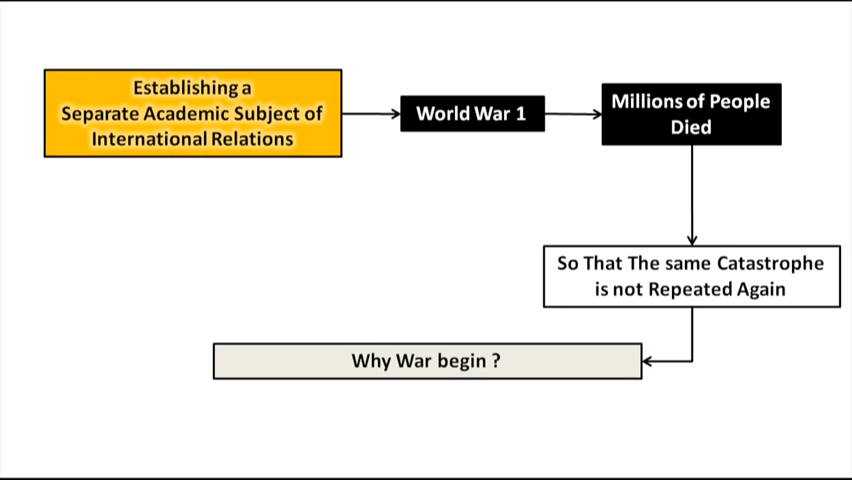 Establishing a
Separate Academic Subject of
International Relations
World War 1
Millions of People
Died
So That The same Catastrophe
is not Repeated Again
Why War begin ?